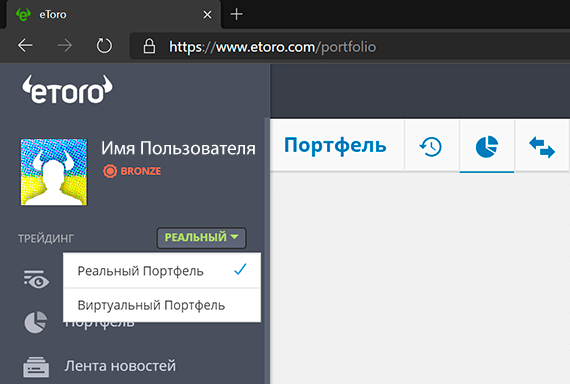 eToro
https://www.etoro.com/portfolio
eToro
Имя Пользователя
BRONZE
Портфель
ТРЕЙДИНГ
РЕАЛЬНЫЙ
Реальный Портфель
Виртуальный Портфель
Портфель
Лента новостей